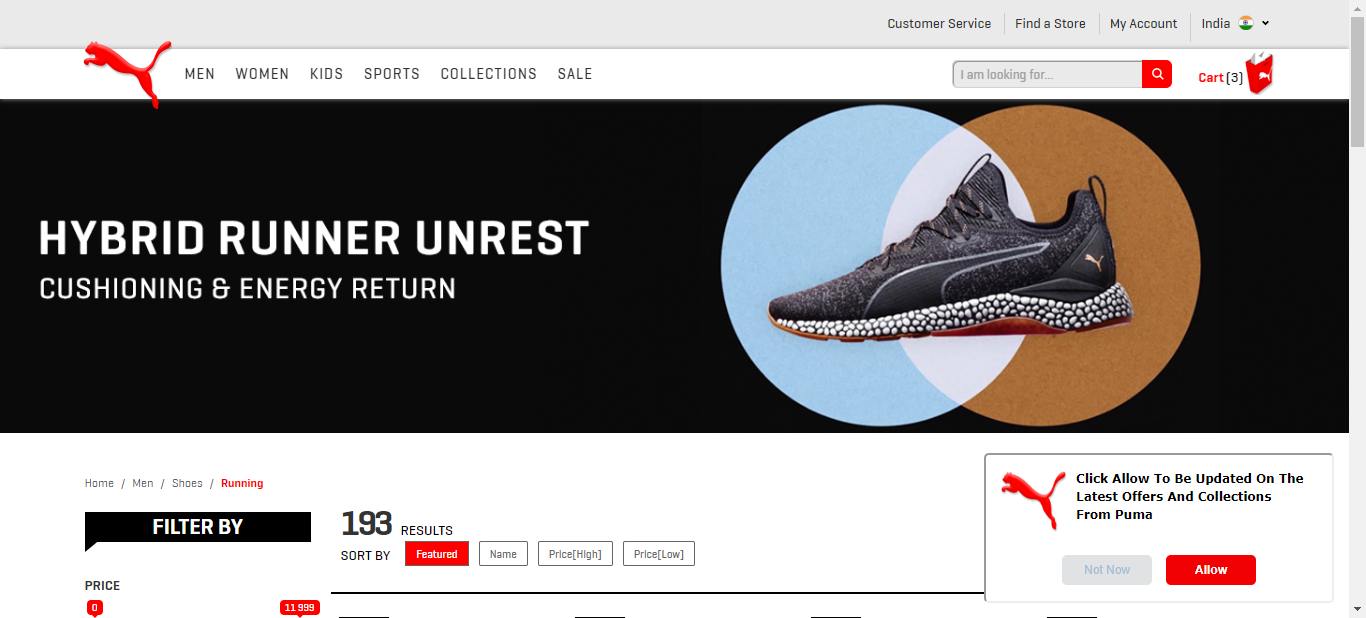 Customer Service
Find a Store
My Account
India
MEN
WOMEN
KIDS
SPORTS
COLLECTIONS
SALE
I am looking for...
Cart [3]
HYBRID RUNNER UNREST
CUSHIONING & ENERGY RETURN
Home / Men / Shoes / Running
FILTER BY
PRICE
0
11 999
193 RESULTS
SORT BY
Featured
Name
Price[High]
Price[Low]
Click Allow To Be Updated On The
Latest Offers And Collections
From Puma
Not Now
Allow